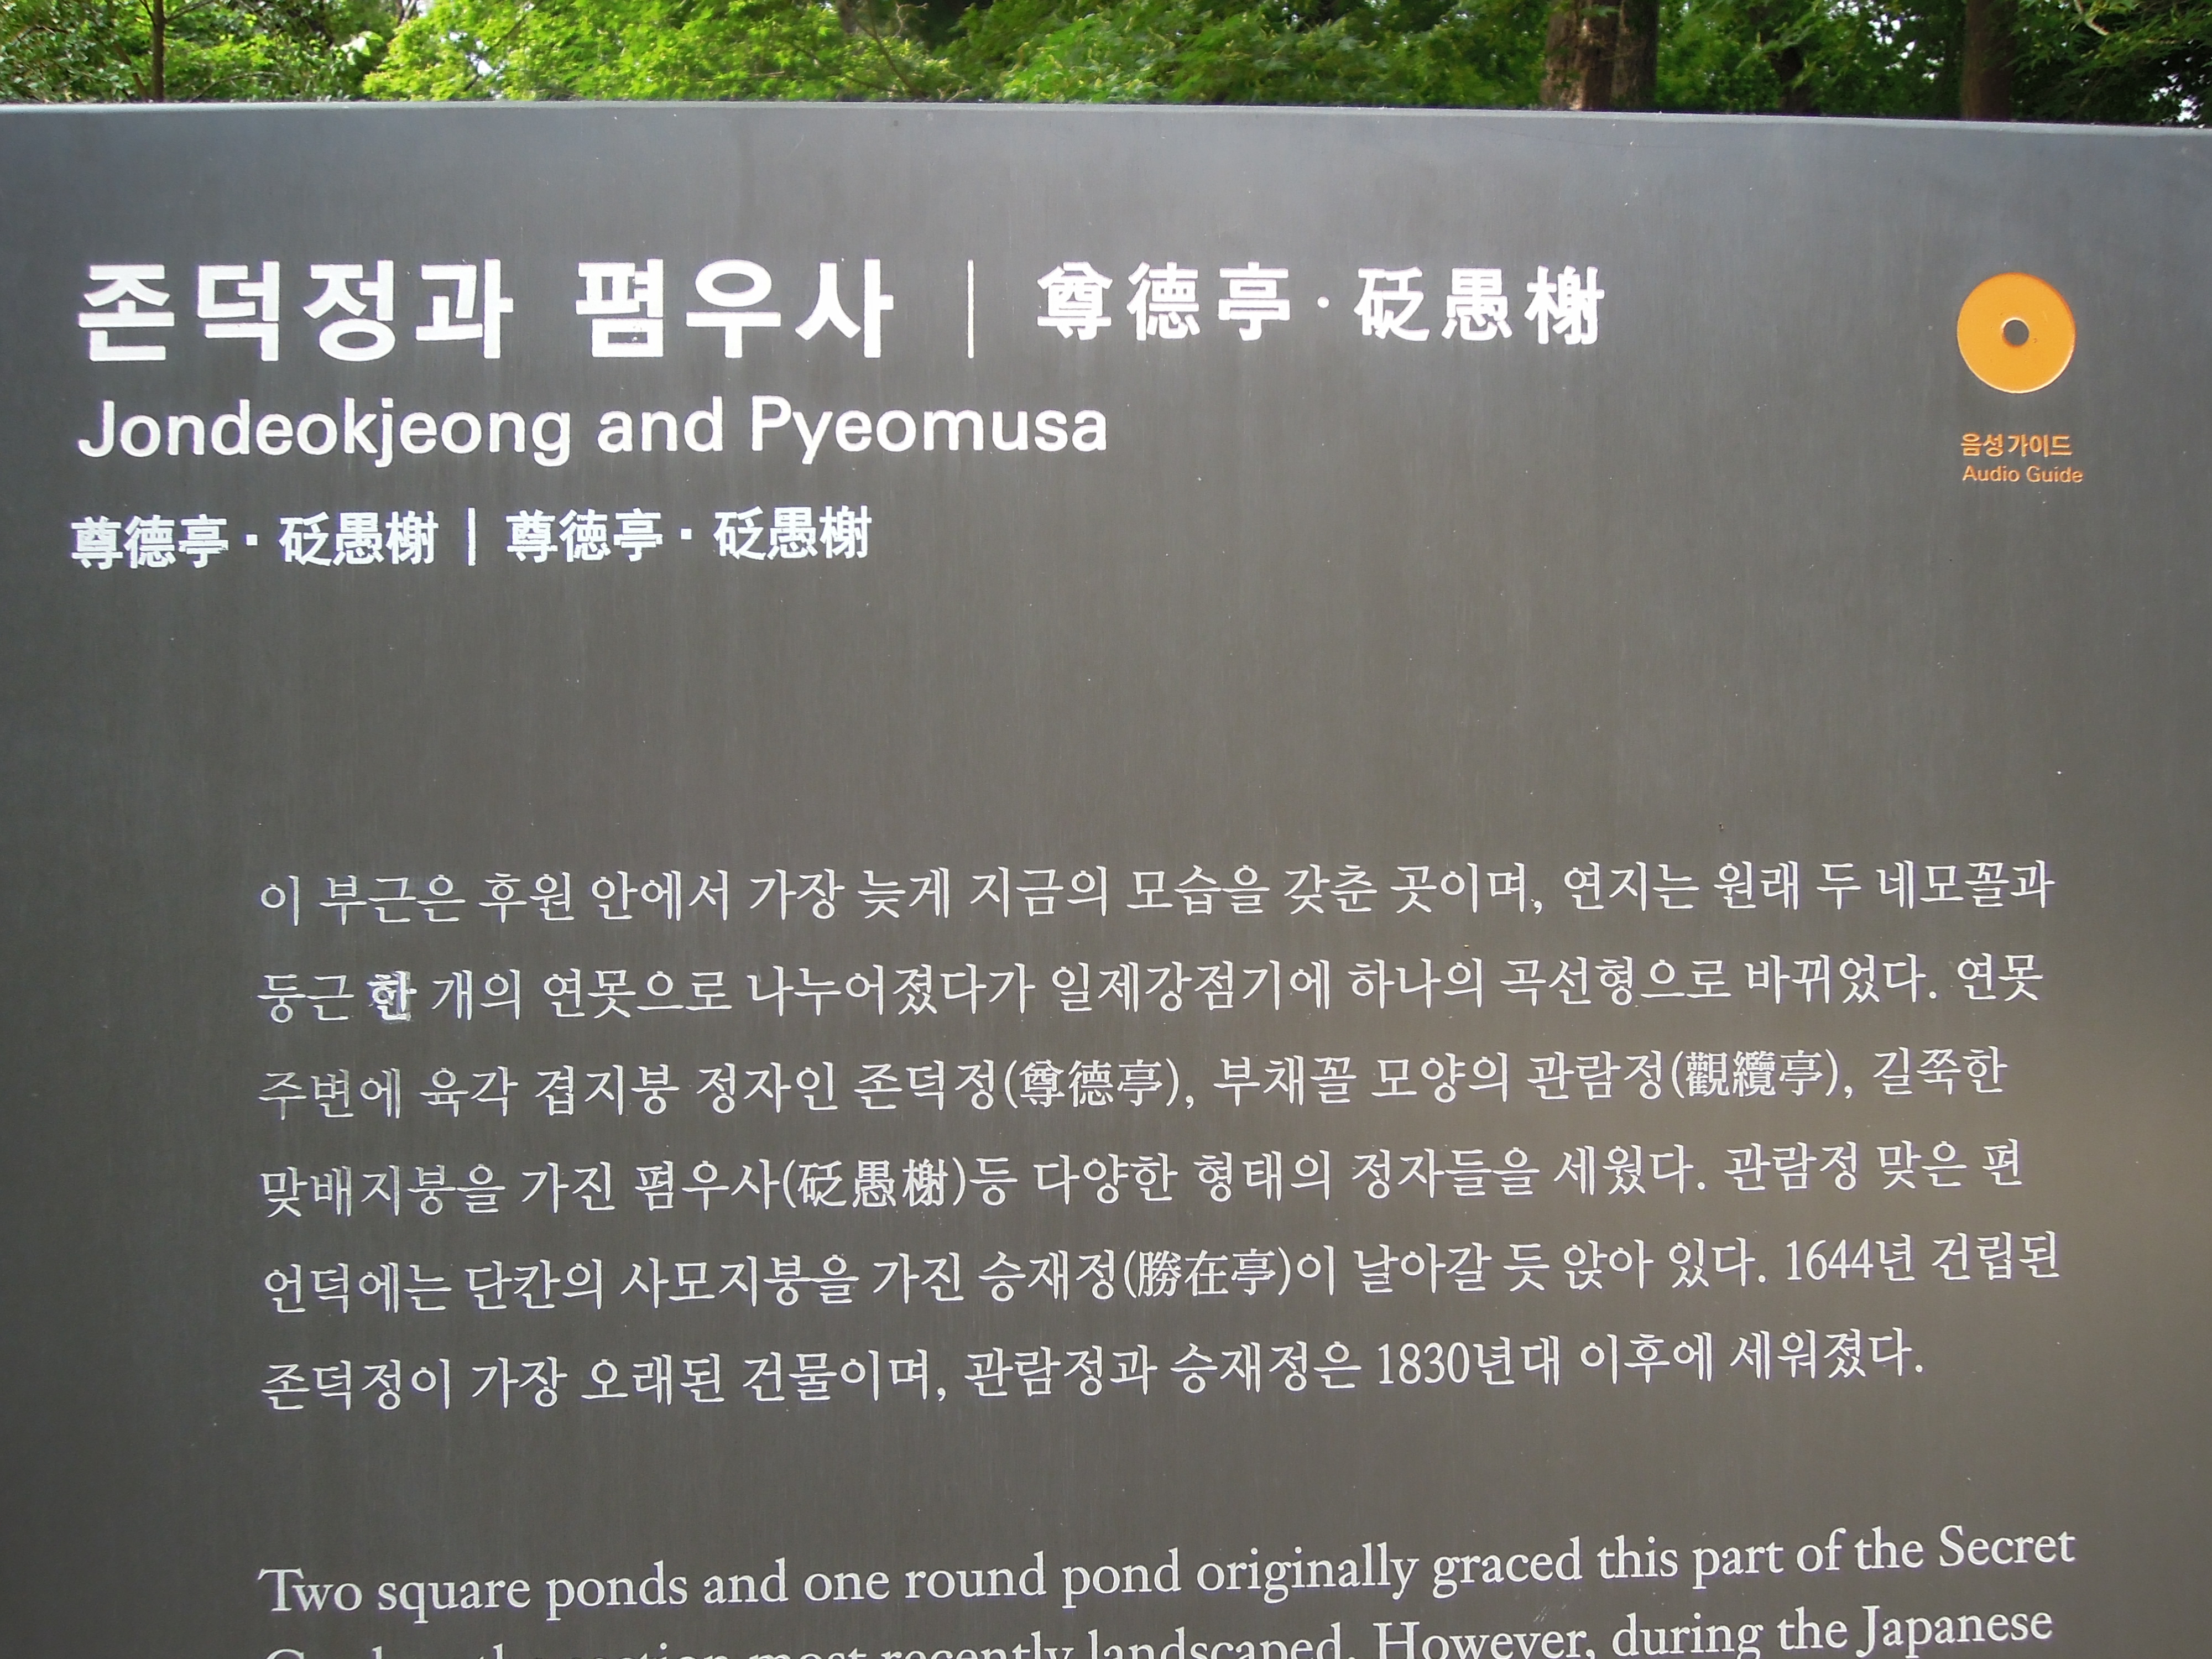 존덕정과 폄우사 | 尊德亭·砭愚榭
Jondeokjeong and Pyeomusa
尊德亭·砭愚榭 | 尊徳亭·砭愚榭
음성가이드
Audio Guide
이 부근은 후원 안에서 가장 늦게 지금의 모습을 갖춘 곳이며, 연지는 원래 두 네모꼴과
둥근 한 개의 연못으로 나누어졌다가 일제강점기에 하나의 곡선형으로 바뀌었다. 연못
주변에 육각 겹지붕 정자인 존덕정(尊德亭), 부채꼴 모양의 관람정(觀纜亭), 길쭉한
맞배지붕을 가진 폄우사(砭愚榭)등 다양한 형태의 정자들을 세웠다. 관람정 맞은 편
언덕에는 단칸의 사모지붕을 가진 승재정(勝在亭)이 날아갈 듯 앉아 있다. 1644년 건립된
존덕정이 가장 오래된 건물이며, 관람정과 승재정은 1830년대 이후에 세워졌다.
Two square ponds and one round pond originally graced this part of the Secret
Garden, the section most recently landscaped. However, during the Japanese